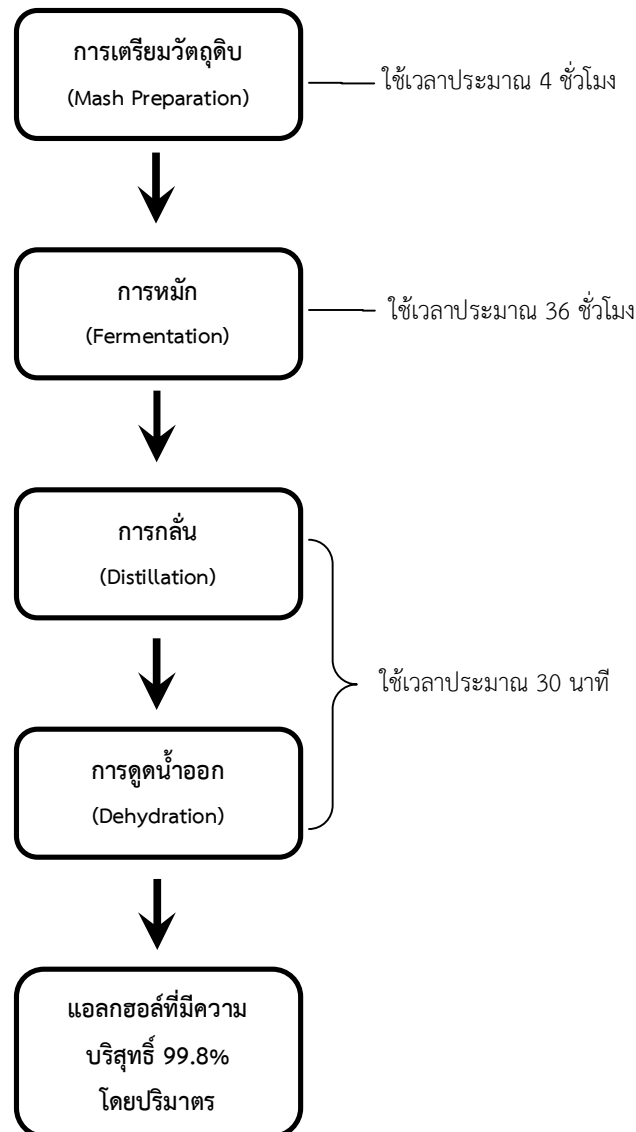 การเตรียมวัตถุดิบ
(Mash Preparation)
ใช้เวลาประมาณ 4 ชั่วโมง
การหมัก
(Fermentation)
ใช้เวลาประมาณ 36 ชั่วโมง
การกลั่น
(Distillation)
ใช้เวลาประมาณ 30 นาที
การดูดน้ำออก
(Dehydration)
แอลกฮอล์ที่มีความ
บริสุทธิ์ 99.8%
โดยปริมาตร